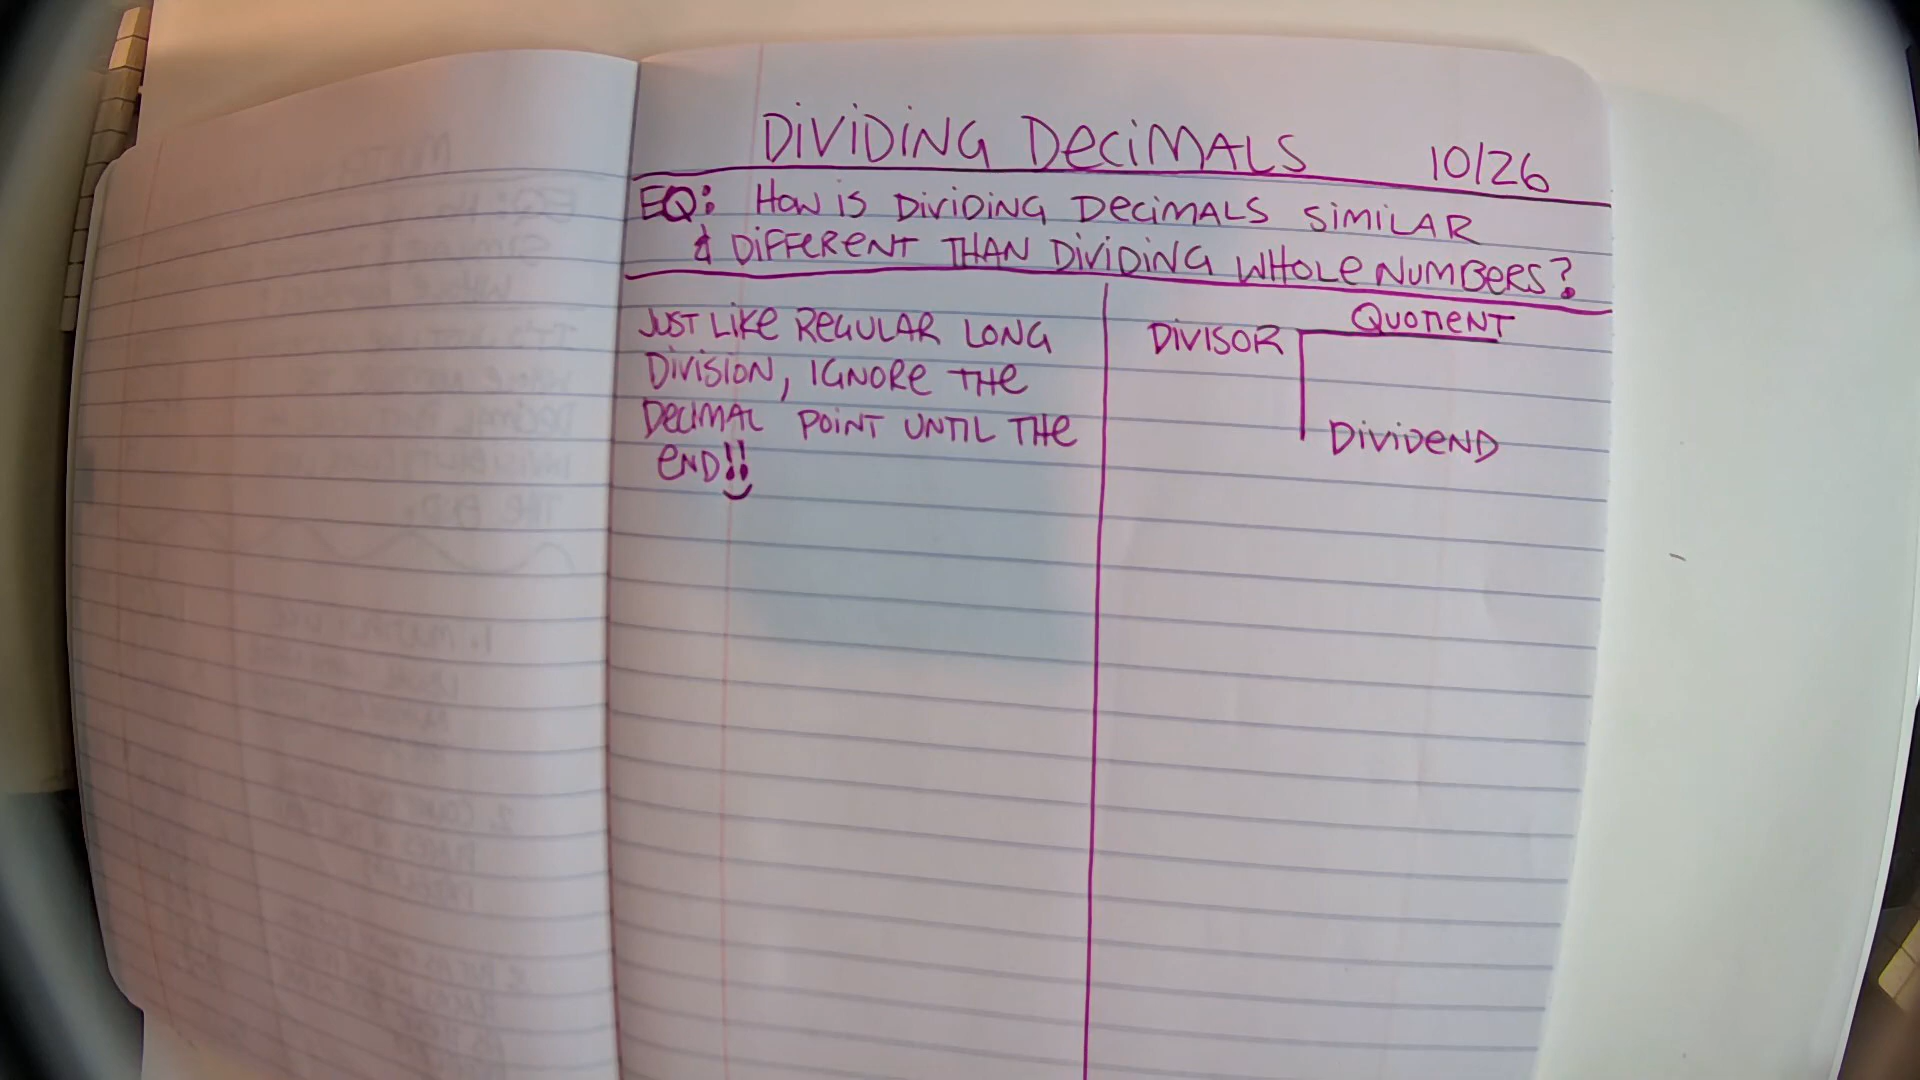 DIVIDING DECIMALS 10/26
EQ: HOW IS DIVIDING DECIMALS SIMILAR
& DIFFERENT THAN DIVIDING WHOLE NUMBERS?
JUST LIKE REGULAR LONG
DIVISION, IGNORE THE
DECIMAL POINT UNTIL THE
END!!
QUOTIENT
DIVISOR
DIVIDEND